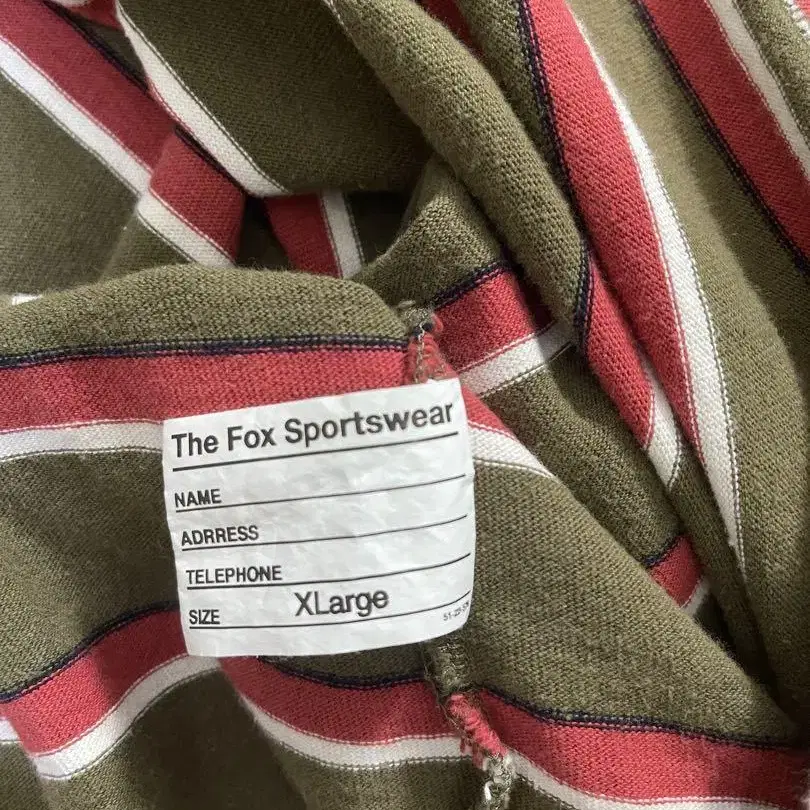 The Fox Sportswear
NAME
ADRRESS
TELEPHONE
SIZE XLarge